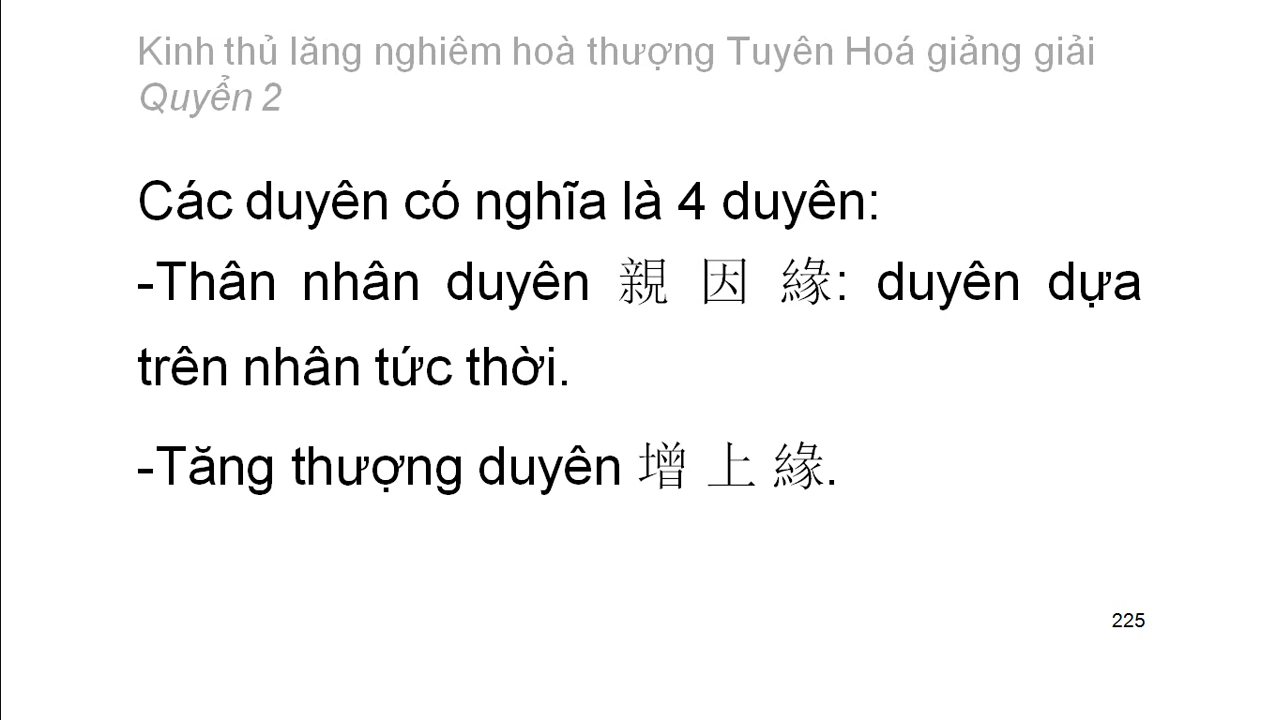 Kinh thủ lăng nghiêm hoà thượng Tuyên Hoá giảng giải
Quyển 2
Các duyên có nghĩa là 4 duyên:
-Thân nhân duyên 親 因 緣: duyên dựa
trên nhân tức thời.
-Tăng thượng duyên 增 上 緣.
225